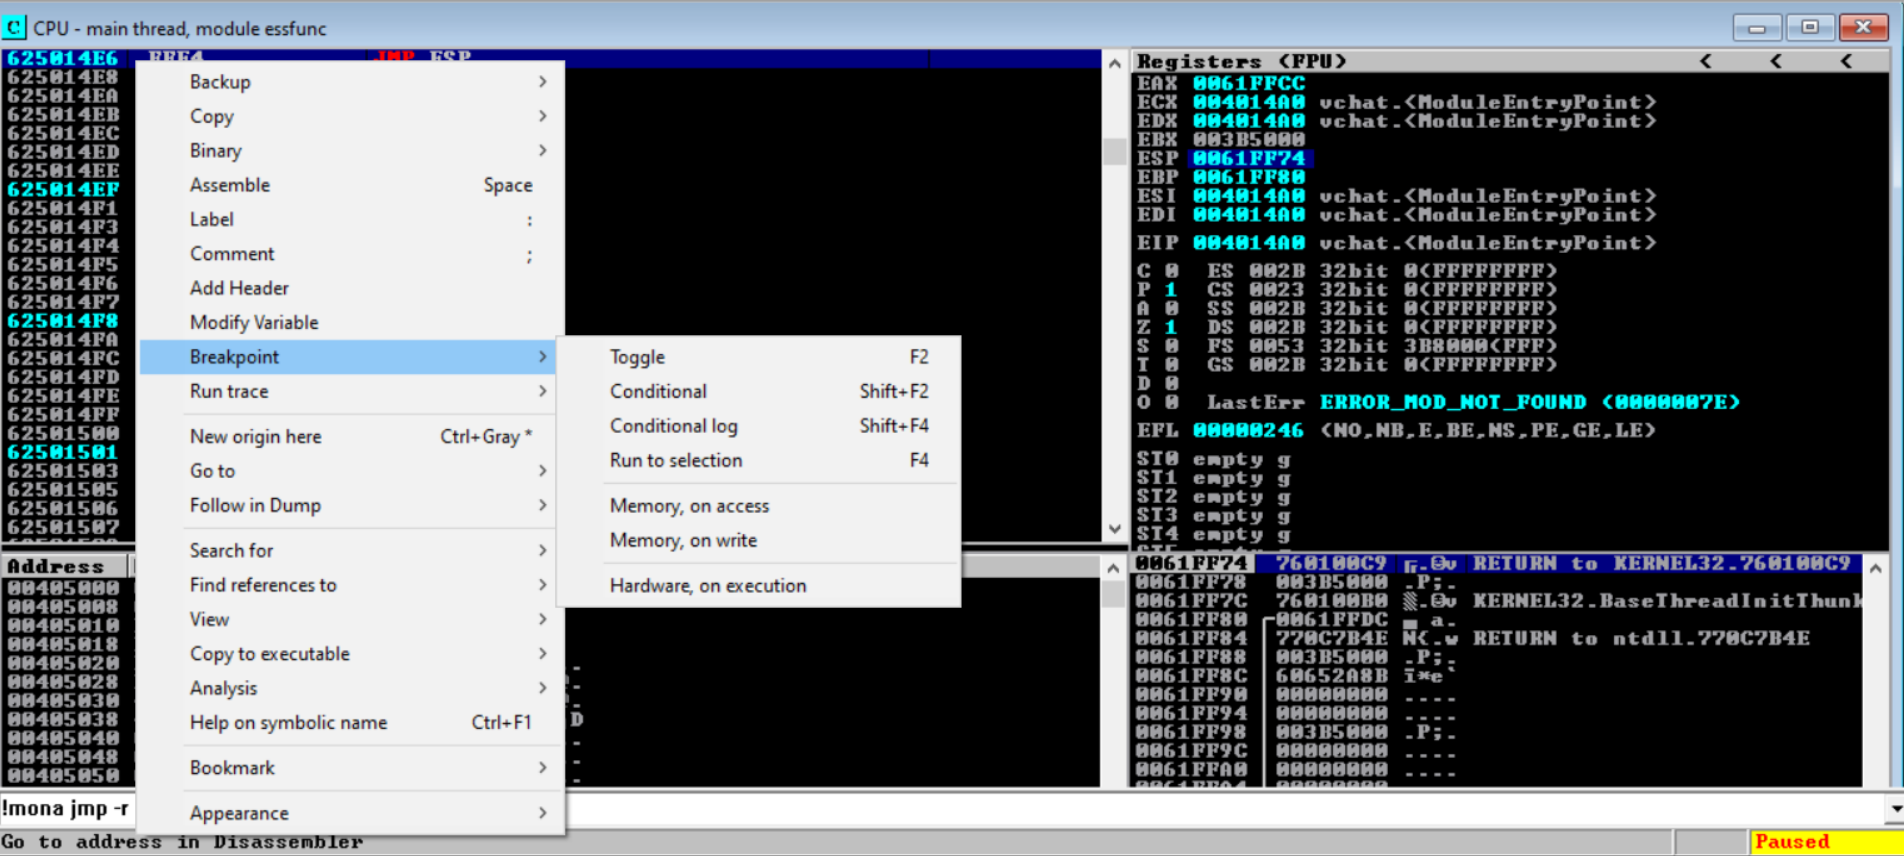 CPU - main thread, module essfunc
625014E6 FFE4 JMP ESP
625014E8
625014EA
625014EB
625014EC
625014ED
625014EE
625014EF
625014F1
625014F3
625014F4
625014F5
625014F6
625014F7
625014F8
625014FA
625014FC
625014FD
625014FE
625014FF
62501500
62501501
62501503
62501505
62501506
62501507
Backup
Copy
Binary
Assemble Space
Label :
Comment ;
Add Header
Modify Variable
Breakpoint
Run trace
New origin here Ctrl+Gray *
Go to
Follow in Dump
Search for
Find references to
View
Copy to executable
Analysis
Help on symbolic name Ctrl+F1
Bookmark
Appearance
Toggle F2
Conditional Shift+F2
Conditional log Shift+F4
Run to selection F4
Memory, on access
Memory, on write
Hardware, on execution
Registers (FPU) < < <
EAX 0061FFCC
ECX 004014A0 vchat.<ModuleEntryPoint>
EDX 004014A0 vchat.<ModuleEntryPoint>
EBX 003B5000
ESP 0061FF74
EBP 0061FF80
ESI 004014A0 vchat.<ModuleEntryPoint>
EDI 004014A0 vchat.<ModuleEntryPoint>
EIP 004014A0 vchat.<ModuleEntryPoint>
C 0 ES 002B 32bit 0(FFFFFFFF)
P 1 CS 0023 32bit 0(FFFFFFFF)
A 0 SS 002B 32bit 0(FFFFFFFF)
Z 1 DS 002B 32bit 0(FFFFFFFF)
S 0 FS 0053 32bit 3B8000(FFF)
T 0 GS 002B 32bit 0(FFFFFFFF)
D 0
O 0 LastErr ERROR_MOD_NOT_FOUND (0000007E)
EFL 00000246 (NO,NB,E,BE,NS,PE,GE,LE)
ST0 empty g
ST1 empty g
ST2 empty g
ST3 empty g
ST4 empty g
Address
00405000
00405008
00405010
00405018
00405020
00405028
00405030
00405038 D
00405040
00405048
00405050
0061FF74 760100C9 RETURN to KERNEL32.760100C9
0061FF78 003B5000 .P;.
0061FF7C 760100B0 KERNEL32.BaseThreadInitThunk
0061FF80 0061FFDC a.
0061FF84 770C7B4E N{.w RETURN to ntdll.770C7B4E
0061FF88 003B5000 .P;.
0061FF8C 60652A8B ï*e`
0061FF90 00000000 ....
0061FF94 00000000 ....
0061FF98 003B5000 .P;.
0061FF9C 00000000 ....
0061FFA0 00000000 ....
!mona jmp -r
Go to address in Disassembler
Paused